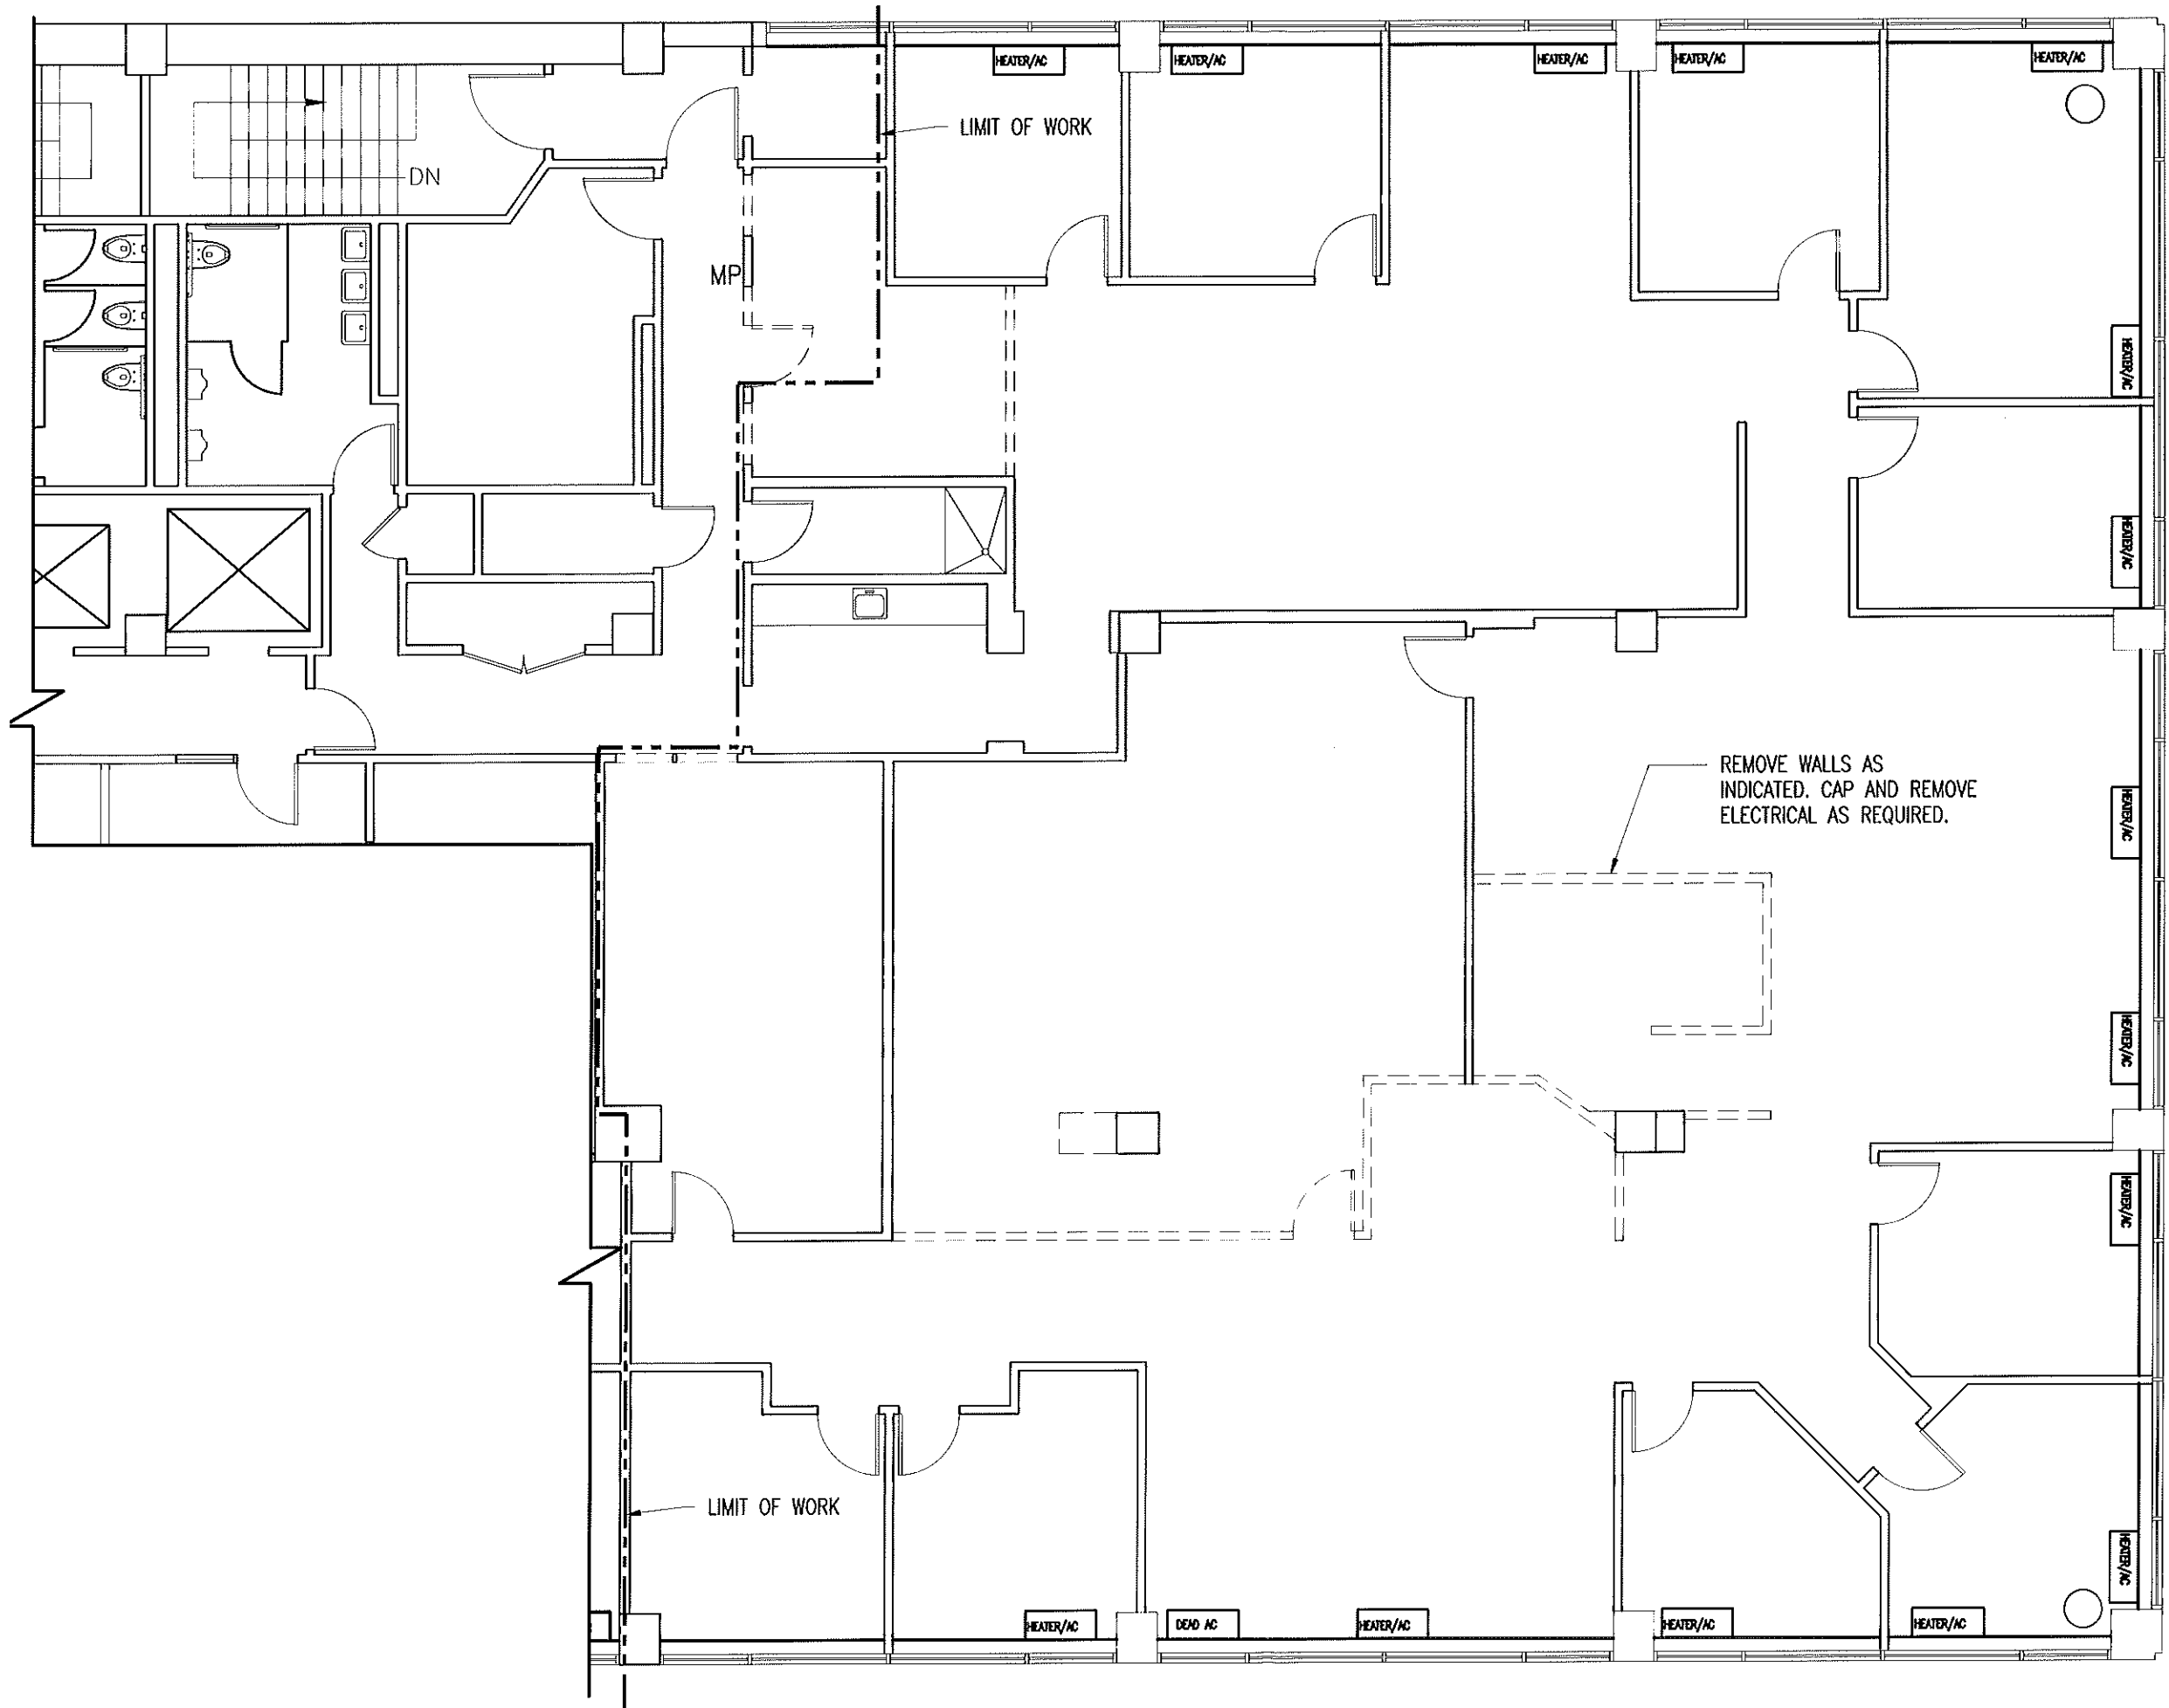 HEATER/AC
HEATER/AC
HEATER/AC
HEATER/AC
HEATER/AC
LIMIT OF WORK
DN
MP
HEATER/AC
HEATER/AC
REMOVE WALLS AS
INDICATED. CAP AND REMOVE
ELECTRICAL AS REQUIRED.
HEATER/AC
HEATER/AC
HEATER/AC
LIMIT OF WORK
HEATER/AC
HEATER/AC
DEAD AC
HEATER/AC
HEATER/AC
HEATER/AC